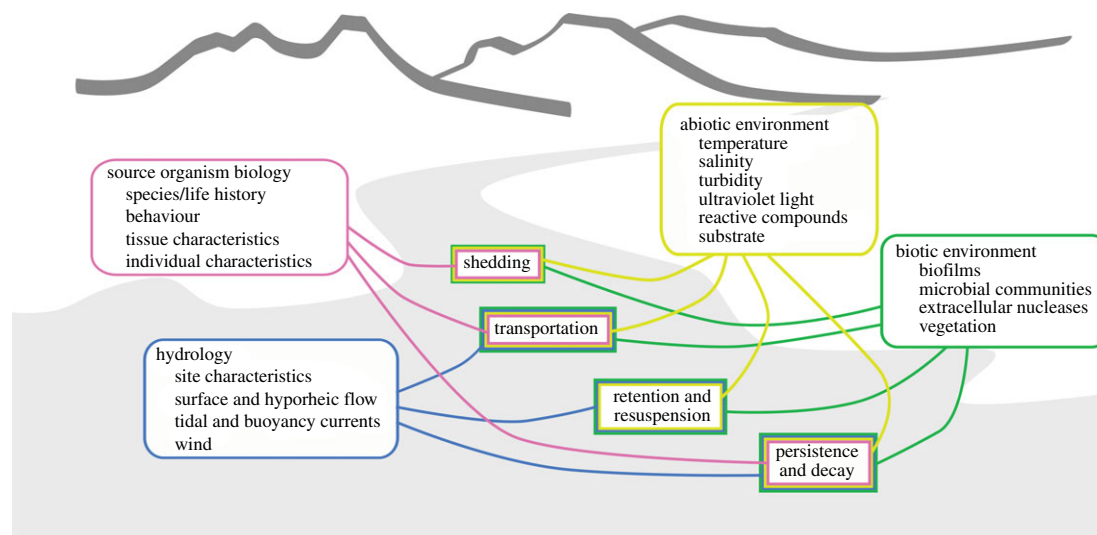 abiotic environment
temperature
salinity
turbidity
ultraviolet light
reactive compounds
substrate
source organism biology
species/life history
behaviour
tissue characteristics
individual characteristics
biotic environment
biofilms
microbial communities
extracellular nucleases
vegetation
shedding
transportation
hydrology
site characteristics
surface and hyporheic flow
tidal and buoyancy currents
wind
retention and
resuspension
persistence
and decay